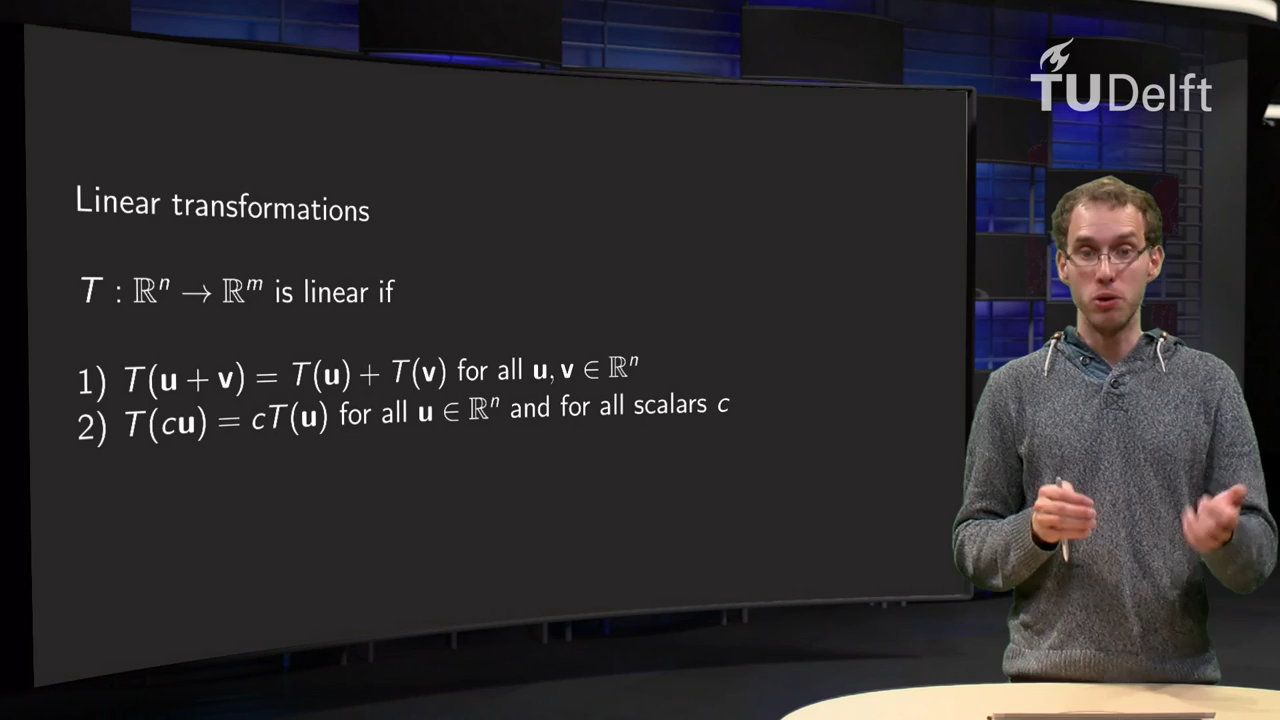 TUDelft
Linear transformations
T : ℝⁿ → ℝᵐ is linear if
1) T(u + v) = T(u) + T(v) for all u, v ∈ ℝⁿ
2) T(cu) = cT(u) for all u ∈ ℝⁿ and for all scalars c